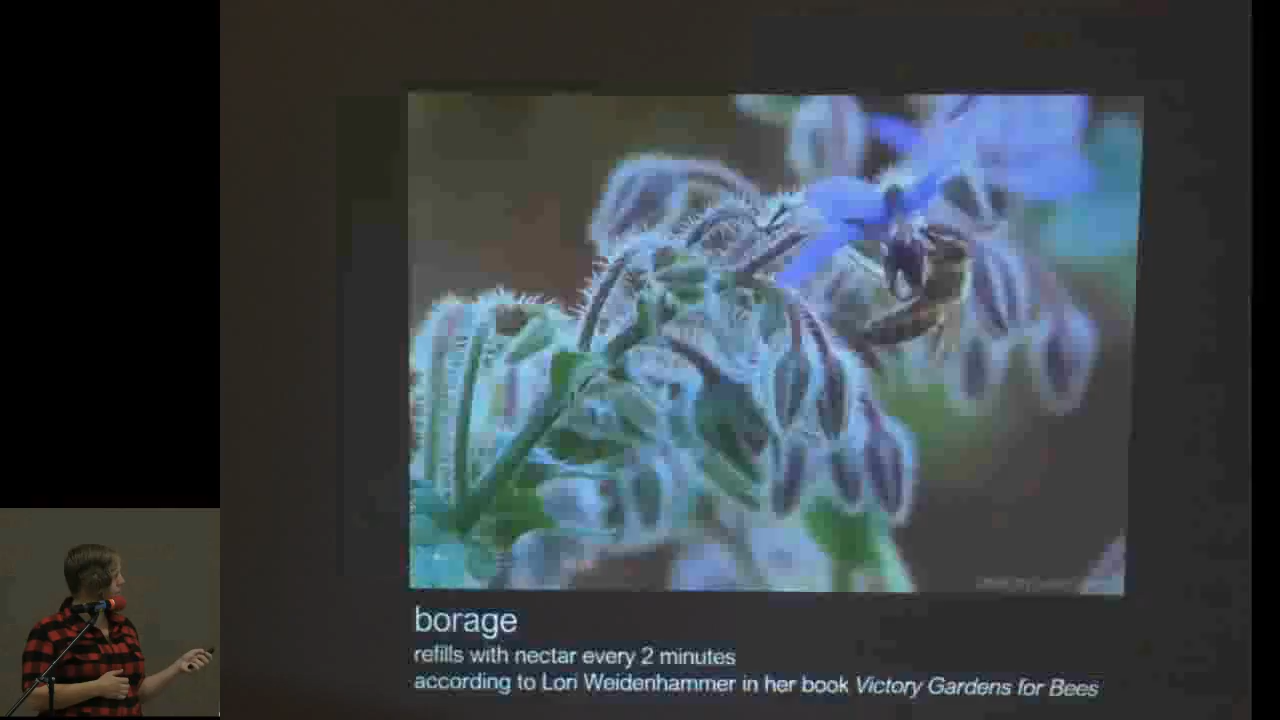 borage
refills with nectar every 2 minutes
according to Lori Weidenhammer in her book Victory Gardens for Bees